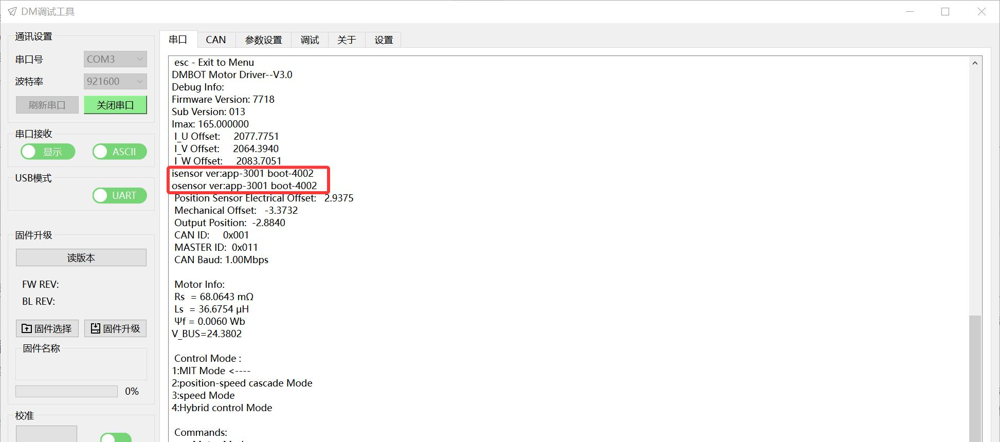 DM调试工具
通讯设置
串口号
COM3
波特率
921600
刷新串口
关闭串口
串口接收
显示
ASCII
USB模式
UART
固件升级
读版本
FW REV:
BL REV:
固件选择
固件升级
固件名称
0%
校准
串口
CAN
参数设置
调试
关于
设置
esc - Exit to Menu
DMBOT Motor Driver--V3.0
Debug Info:
Firmware Version: 7718
Sub Version: 013
Imax: 165.000000
I_U Offset: 2077.7751
I_V Offset: 2064.3940
I_W Offset: 2083.7051
isensor ver:app-3001 boot-4002
osensor ver:app-3001 boot-4002
Position Sensor Electrical Offset: 2.9375
Mechanical Offset: -3.3732
Output Position: -2.8840
CAN ID: 0x001
MASTER ID: 0x011
CAN Baud: 1.00Mbps
Motor Info:
Rs = 68.0643 mΩ
Ls = 36.6754 μH
Ψf = 0.0060 Wb
V_BUS=24.3802
Control Mode :
1:MIT Mode <----
2:position-speed cascade Mode
3:speed Mode
4:Hybrid control Mode
Commands: